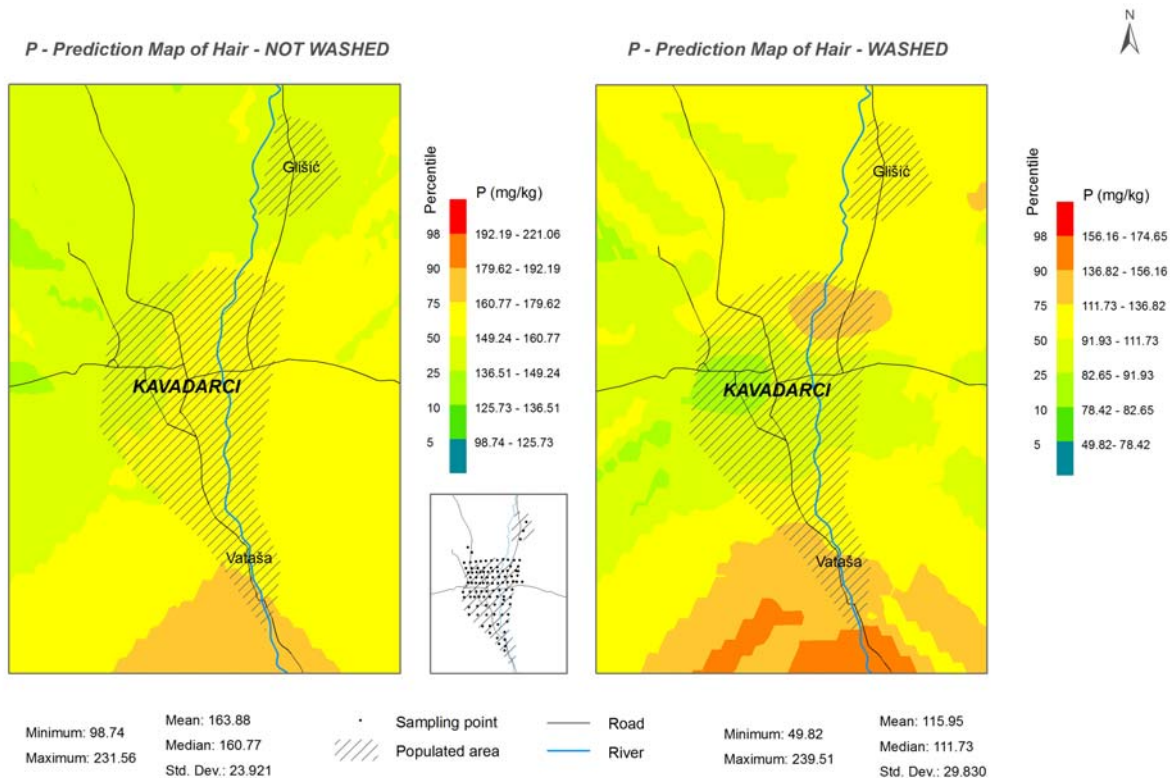 N
P - Prediction Map of Hair - NOT WASHED
P - Prediction Map of Hair - WASHED
Glišić
KAVADARCI
Vataša
Percentile
P (mg/kg)
98
192.19 - 221.06
90
179.62 - 192.19
75
160.77 - 179.62
50
149.24 - 160.77
25
136.51 - 149.24
10
125.73 - 136.51
5
98.74 - 125.73
Glišić
KAVADARCI
Vataša
Percentile
P (mg/kg)
98
156.16 - 174.65
90
136.82 - 156.16
75
111.73 - 136.82
50
91.93 - 111.73
25
82.65 - 91.93
10
78.42 - 82.65
5
49.82- 78.42
Minimum: 98.74
Maximum: 231.56
Mean: 163.88
Median: 160.77
Std. Dev.: 23.921
Sampling point
Populated area
Road
River
Minimum: 49.82
Maximum: 239.51
Mean: 115.95
Median: 111.73
Std. Dev.: 29.830